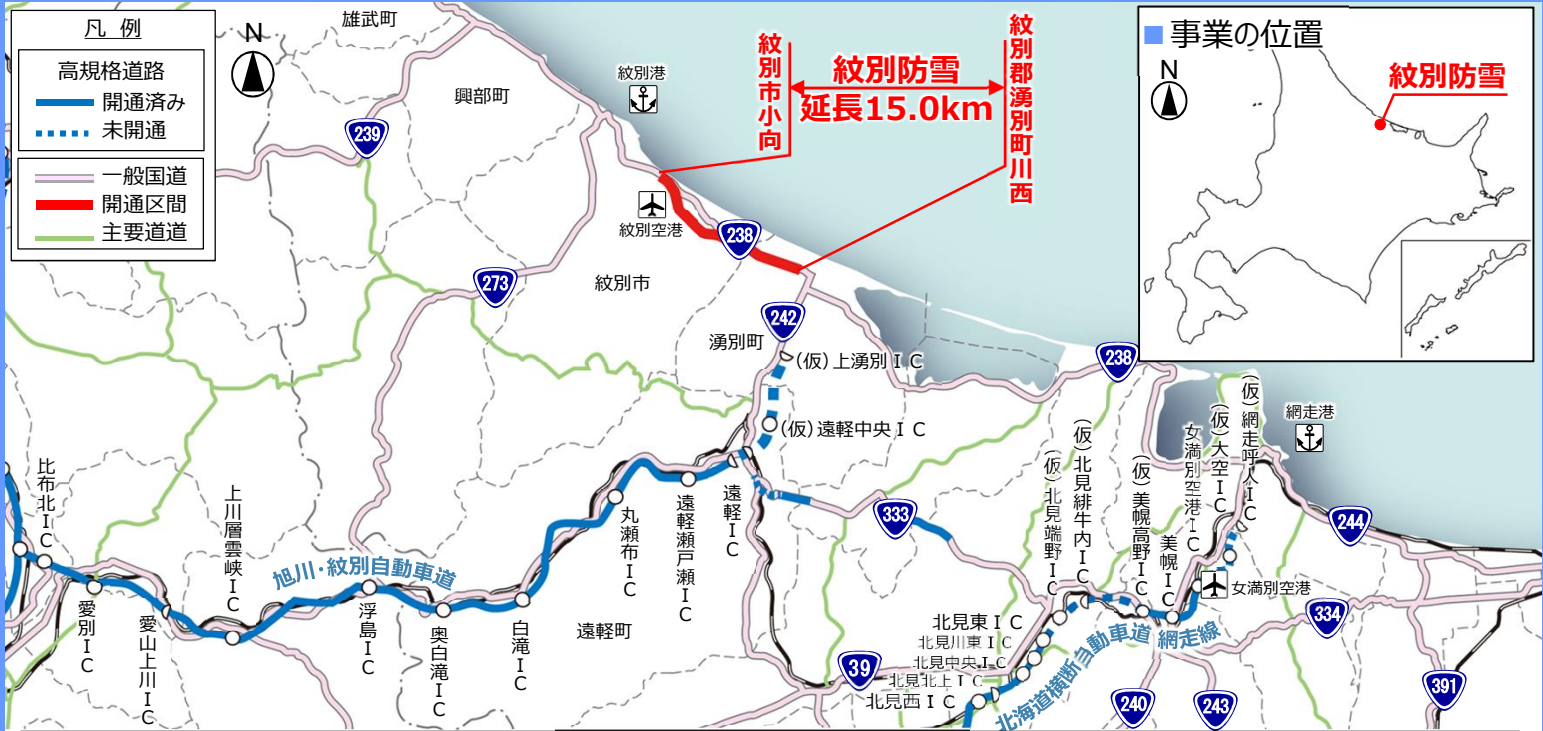 凡 例
高規格道路
開通済み
未開通
一般国道
開通区間
主要道道
N
雄武町
興部町
紋別港
239
273
紋別市小向
紋別防雪
延長15.0km
紋別郡湧別町川西
■ 事業の位置
N
紋別防雪
紋別空港
238
紋別市
242
湧別町
(仮)上湧別IC
(仮)遠軽中央IC
238
網走港
比布北IC
愛別IC
愛山上川IC
上川層雲峡IC
旭川・紋別自動車道
浮島IC
奥白滝IC
白滝IC
丸瀬布IC
遠軽瀬戸瀬IC
遠軽IC
遠軽町
333
(仮)北見端野IC
(仮)北見緋牛内IC
(仮)美幌高野IC
美幌IC
女満別空港IC
(仮)大空IC
(仮)網走呼人IC
244
女満別空港
334
北見東IC
北見川東IC
北見中央IC
北見北上IC
北見西IC
39
北海道横断自動車道 網走線
240
243
391